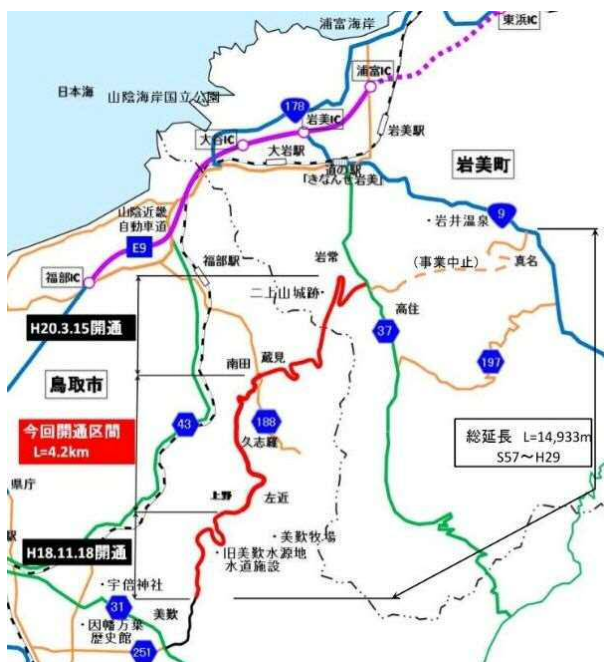 浦富海岸
東浜IC
日本海
山陰海岸国立公園
浦富IC
178
岩美IC
大谷IC
岩美駅
大岩駅
道の駅
「きなんせ岩美」
岩美町
9
岩井温泉
山陰近畿
自動車道
E9
福部駅
岩常
(事業中止)
真名
福部IC
二上山城跡
高住
H20.3.15開通
37
197
南田
蔵見
鳥取市
今回開通区間
L=4.2km
43
188
久志羅
総延長 L=14,933m
S57～H29
県庁
上野
左近
駅
H18.11.18開通
・美歎牧場
・旧美歎水源地
水道施設
・宇倍神社
31
美歎
・因幡万葉
歴史館
251